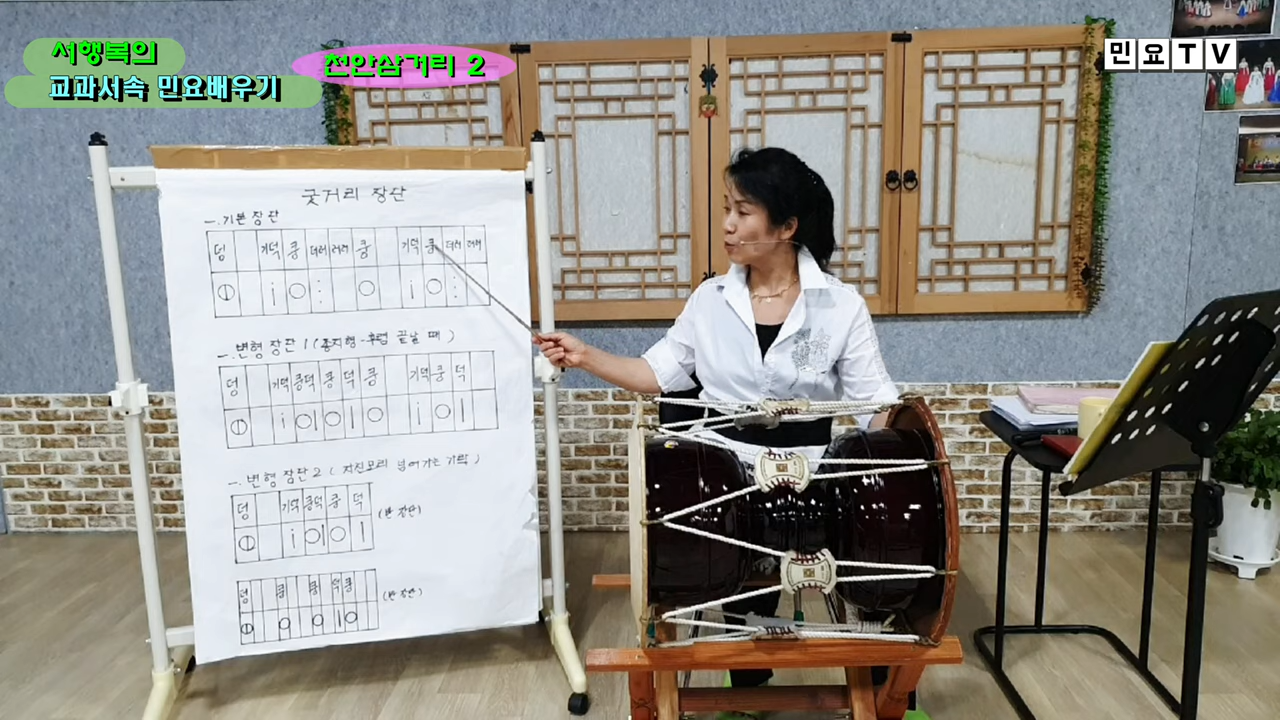 서행복의
교과서속 민요배우기
천안삼거리 2
민요TV
굿거리 장단
一. 기본 장단
덩 기덕 쿵 더러 러러 쿵 기덕 쿵 더러 러러
一. 변형 장단 1 (종지형 - 후렴 끝날 때)
덩 기덕 쿵덕 쿵 덕 쿵 기덕 쿵 덕
一. 변형 장단 2 (자진모리 넘어가는 가락)
덩 기덕 쿵덕 쿵 덕
(반 장단)
덩 쿵 쿵 덕 쿵
(반 장단)